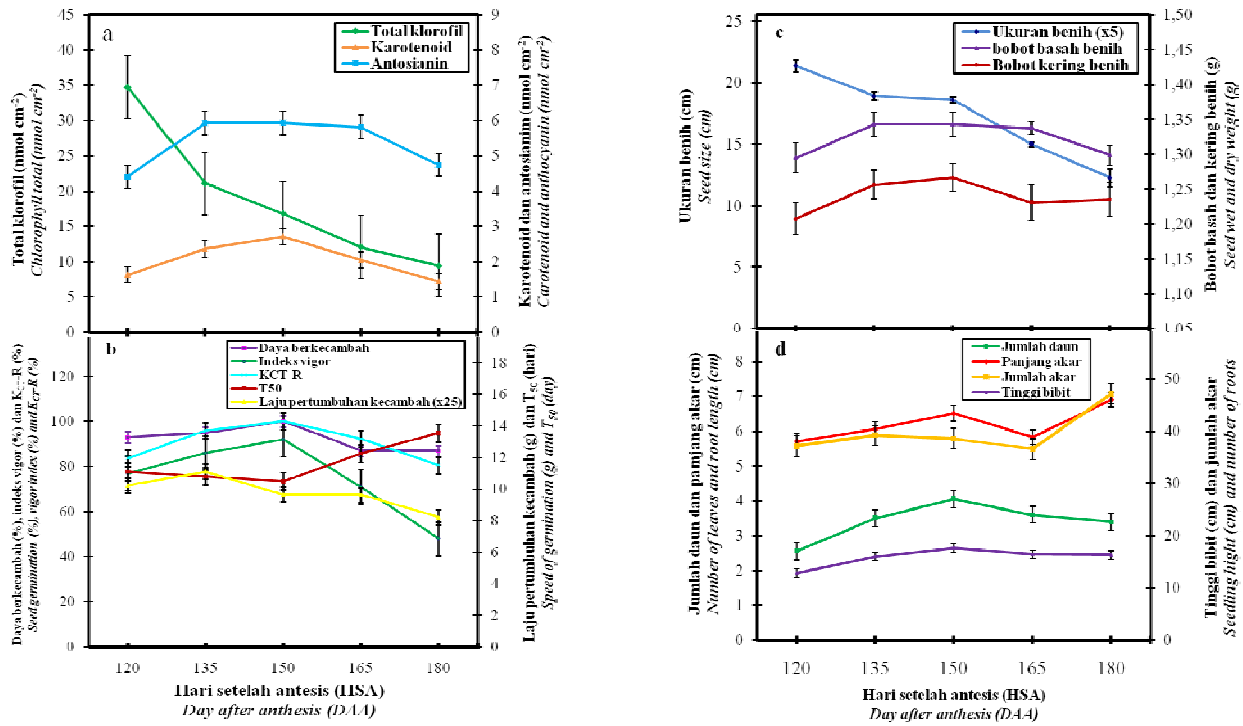 a
Total klorofil
Karotenoid
Antosianin
Total klorofil (nmol cm⁻²)
Chlorophyll total (nmol cm⁻²)
45
40
35
30
25
20
15
10
5
0
9
8
7
6
5
4
3
2
1
0
Karotenoid dan antosianin (nmol cm⁻²)
Carotenoid and anthocyanin (nmol cm⁻²)
c
Ukuran benih (x5)
bobot basah benih
Bobot kering benih
Ukuran benih (cm)
Seed size (cm)
25
20
15
10
5
0
1,50
1,45
1,40
1,35
1,30
1,25
1,20
1,15
1,10
1,05
Bobot basah dan kering benih (g)
Seed wet and dry weight (g)
b
Daya berkecambah
Indeks vigor
KCT-R
T50
Laju pertumbuhan kecambah (x25)
Daya berkecambah (%), indeks vigor (%) dan K_CT-R (%)
Seed germination (%), vigor index (%) and K_CT-R (%)
120
100
80
60
40
20
0
18
16
14
12
10
8
6
4
2
0
Laju pertumbuhan kecambah (g) dan T₅₀ (hari)
Speed of germination (g) and T₅₀ (day)
120 135 150 165 180
Hari setelah antesis (HSA)
Day after anthesis (DAA)
d
Jumlah daun
Panjang akar
Jumlah akar
Tinggi bibit
Jumlah daun dan panjang akar (cm)
Number of leaves and root length (cm)
8
7
6
5
4
3
2
1
0
50
40
30
20
10
0
Tinggi bibit (cm) dan jumlah akar
Seedling hight (cm) and number of roots
120 135 150 165 180
Hari setelah antesis (HSA)
Day after anthesis (DAA)